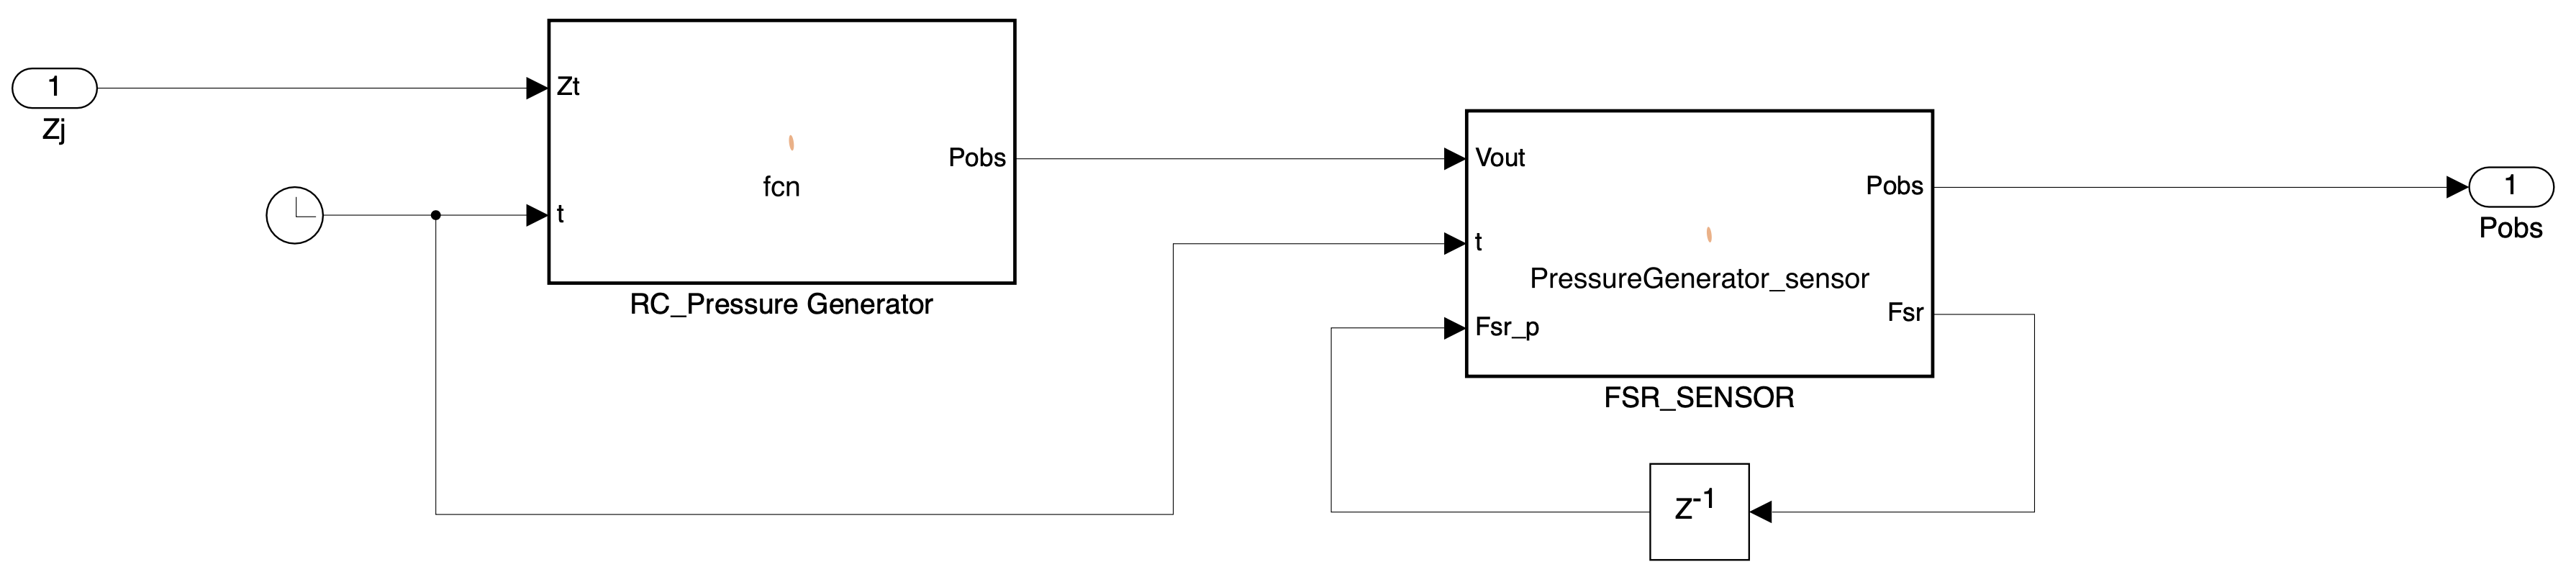 1
Zj
Zt
t
fcn
Pobs
RC_Pressure Generator
Vout
t
Fsr_p
PressureGenerator_sensor
Pobs
Fsr
FSR_SENSOR
z-1
1
Pobs